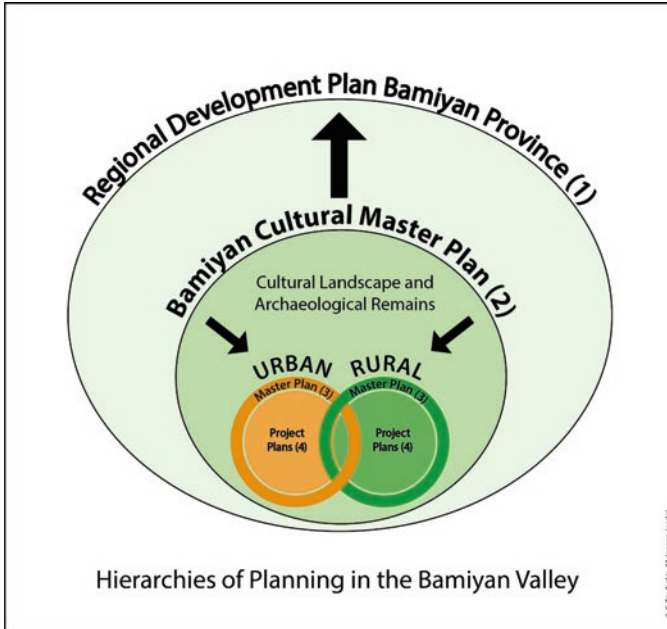 Regional Development Plan Bamiyan Province (1)
Bamiyan Cultural Master Plan (2)
Cultural Landscape and
Archaeological Remains
URBAN
Master Plan (3)
Project
Plans (4)
RURAL
Master Plan (3)
Project
Plans (4)
Hierarchies of Planning in the Bamiyan Valley